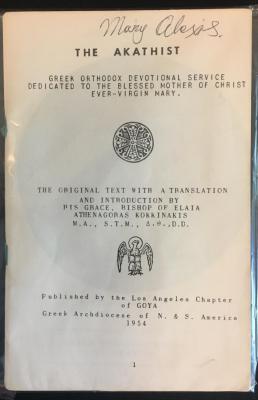 Mary Alexis.
THE AKATHIST
GREEK ORTHODOX DEVOTIONAL SERVICE
DEDICATED TO THE BLESSED MOTHER OF CHRIST
EVER-VIRGIN MARY.
THE ORIGINAL TEXT WITH A TRANSLATION
AND INTRODUCTION BY
HIS GRACE, BISHOP OF ELAIA
ATHENAGORAS KOKKINAKIS
M.A., S.T.M., D.D.
Published by the Los Angeles Chapter
of GOYA
Greek Archdiocese of N. & S. America
1954
1